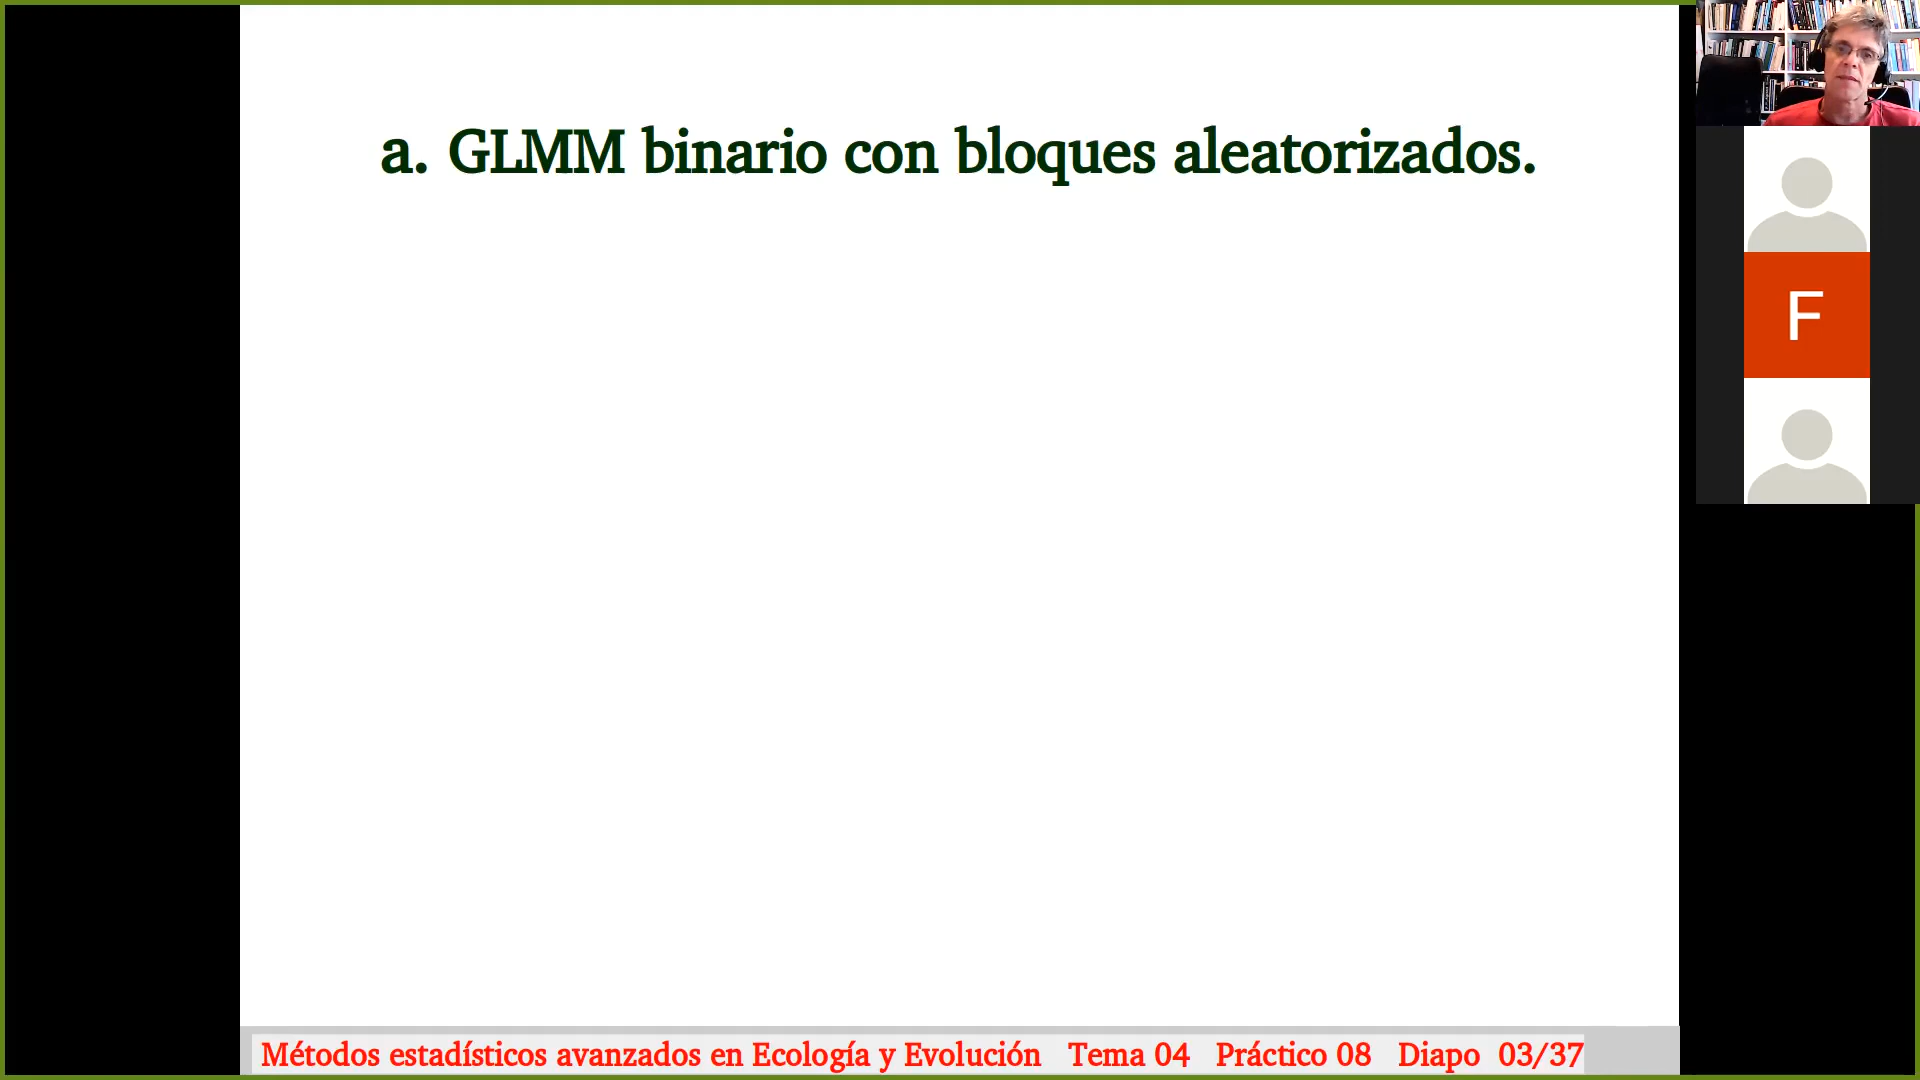 a. GLMM binario con bloques aleatorizados.
F
Métodos estadísticos avanzados en Ecología y Evolución Tema 04 Práctico 08 Diapo 03/37